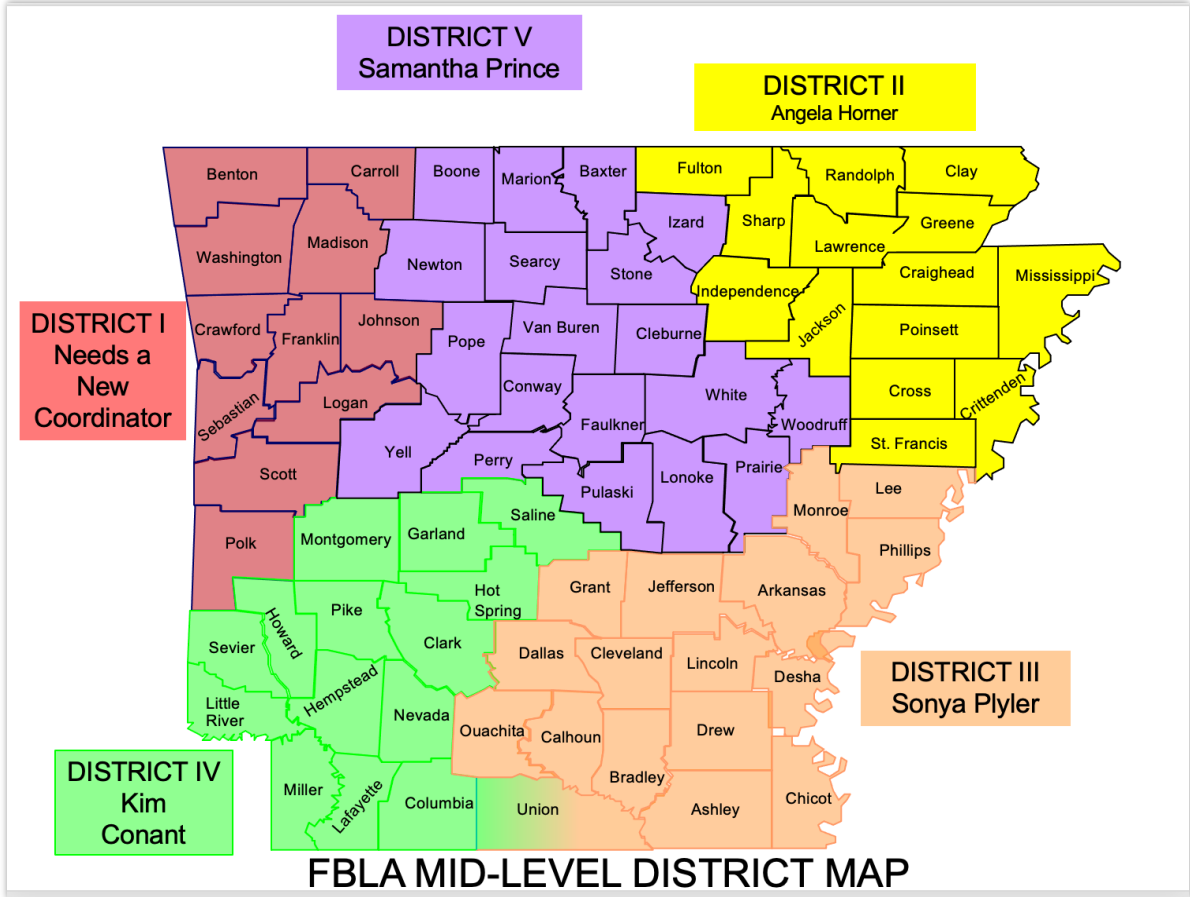 DISTRICT V
Samantha Prince
DISTRICT II
Angela Horner
Benton
Carroll
Boone
Marion
Baxter
Fulton
Randolph
Clay
Izard
Sharp
Greene
Washington
Madison
Newton
Searcy
Stone
Lawrence
Independence
Craighead
Mississippi
DISTRICT I
Needs a
New
Coordinator
Crawford
Franklin
Johnson
Pope
Van Buren
Cleburne
Jackson
Poinsett
Sebastian
Logan
Conway
White
Cross
Crittenden
Yell
Faulkner
Woodruff
St. Francis
Scott
Perry
Pulaski
Lonoke
Prairie
Lee
Polk
Montgomery
Garland
Saline
Monroe
Phillips
Howard
Pike
Hot
Spring
Grant
Jefferson
Arkansas
Sevier
Clark
Dallas
Cleveland
Lincoln
Desha
DISTRICT III
Sonya Plyler
Little
River
Hempstead
Nevada
Ouachita
Calhoun
Drew
DISTRICT IV
Kim
Conant
Miller
Lafayette
Columbia
Union
Bradley
Ashley
Chicot
FBLA MID-LEVEL DISTRICT MAP